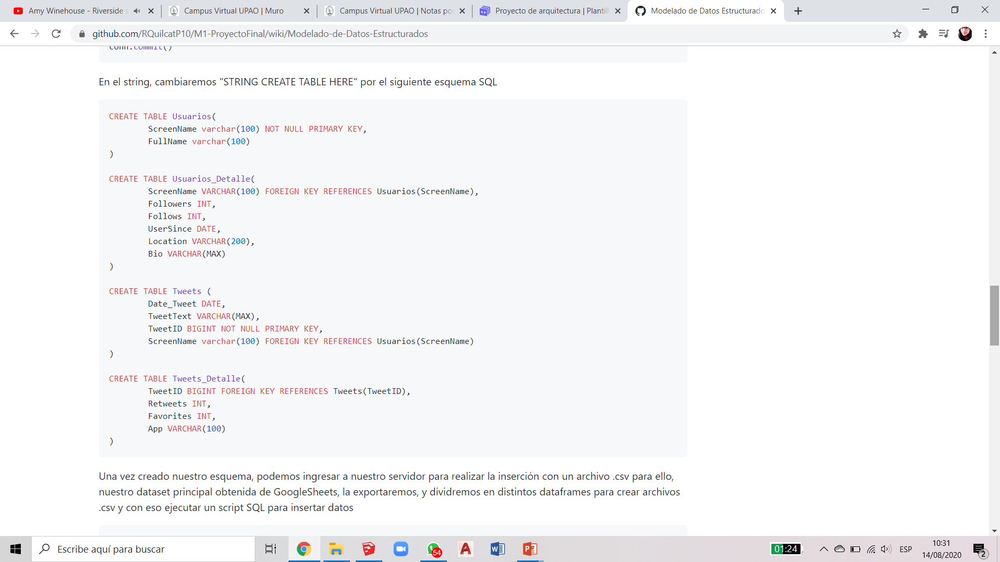 Amy Winehouse - Riverside s
Campus Virtual UPAO | Muro
Campus Virtual UPAO | Notas po
Proyecto de arquitectura | Plantil
Modelado de Datos Estructurado
github.com/RQuilcatP10/M1-ProyectoFinal/wiki/Modelado-de-Datos-Estructurados
conn.commit()
En el string, cambiaremos "STRING CREATE TABLE HERE" por el siguiente esquema SQL
CREATE TABLE Usuarios(
ScreenName varchar(100) NOT NULL PRIMARY KEY,
FullName varchar(100)
)
CREATE TABLE Usuarios_Detalle(
ScreenName VARCHAR(100) FOREIGN KEY REFERENCES Usuarios(ScreenName),
Followers INT,
Follows INT,
UserSince DATE,
Location VARCHAR(200),
Bio VARCHAR(MAX)
)
CREATE TABLE Tweets (
Date_Tweet DATE,
TweetText VARCHAR(MAX),
TweetID BIGINT NOT NULL PRIMARY KEY,
ScreenName varchar(100) FOREIGN KEY REFERENCES Usuarios(ScreenName)
)
CREATE TABLE Tweets_Detalle(
TweetID BIGINT FOREIGN KEY REFERENCES Tweets(TweetID),
Retweets INT,
Favorites INT,
App VARCHAR(100)
)
Una vez creado nuestro esquema, podemos ingresar a nuestro servidor para realizar la inserción con un archivo .csv para ello,
nuestro dataset principal obtenida de GoogleSheets, la exportaremos, y dividremos en distintos dataframes para crear archivos
.csv y con eso ejecutar un script SQL para insertar datos
Escribe aquí para buscar
54
01:24
ESP
10:31
14/08/2020
2